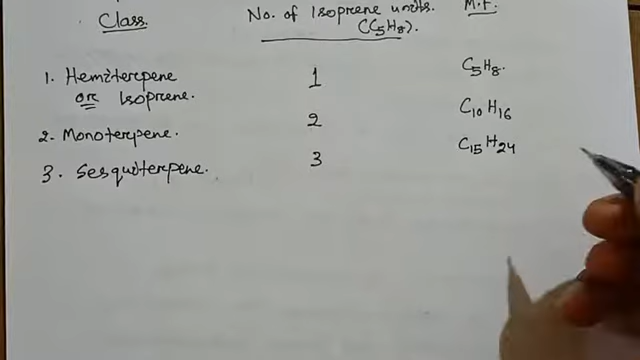 Class. No. of Isoprene units. M.F.
(C5H8).
1. Hemiterpene 1 C5H8.
or Isoprene.
2. Monoterpene. 2 C10H16
3. Sesquiterpene. 3 C15H24